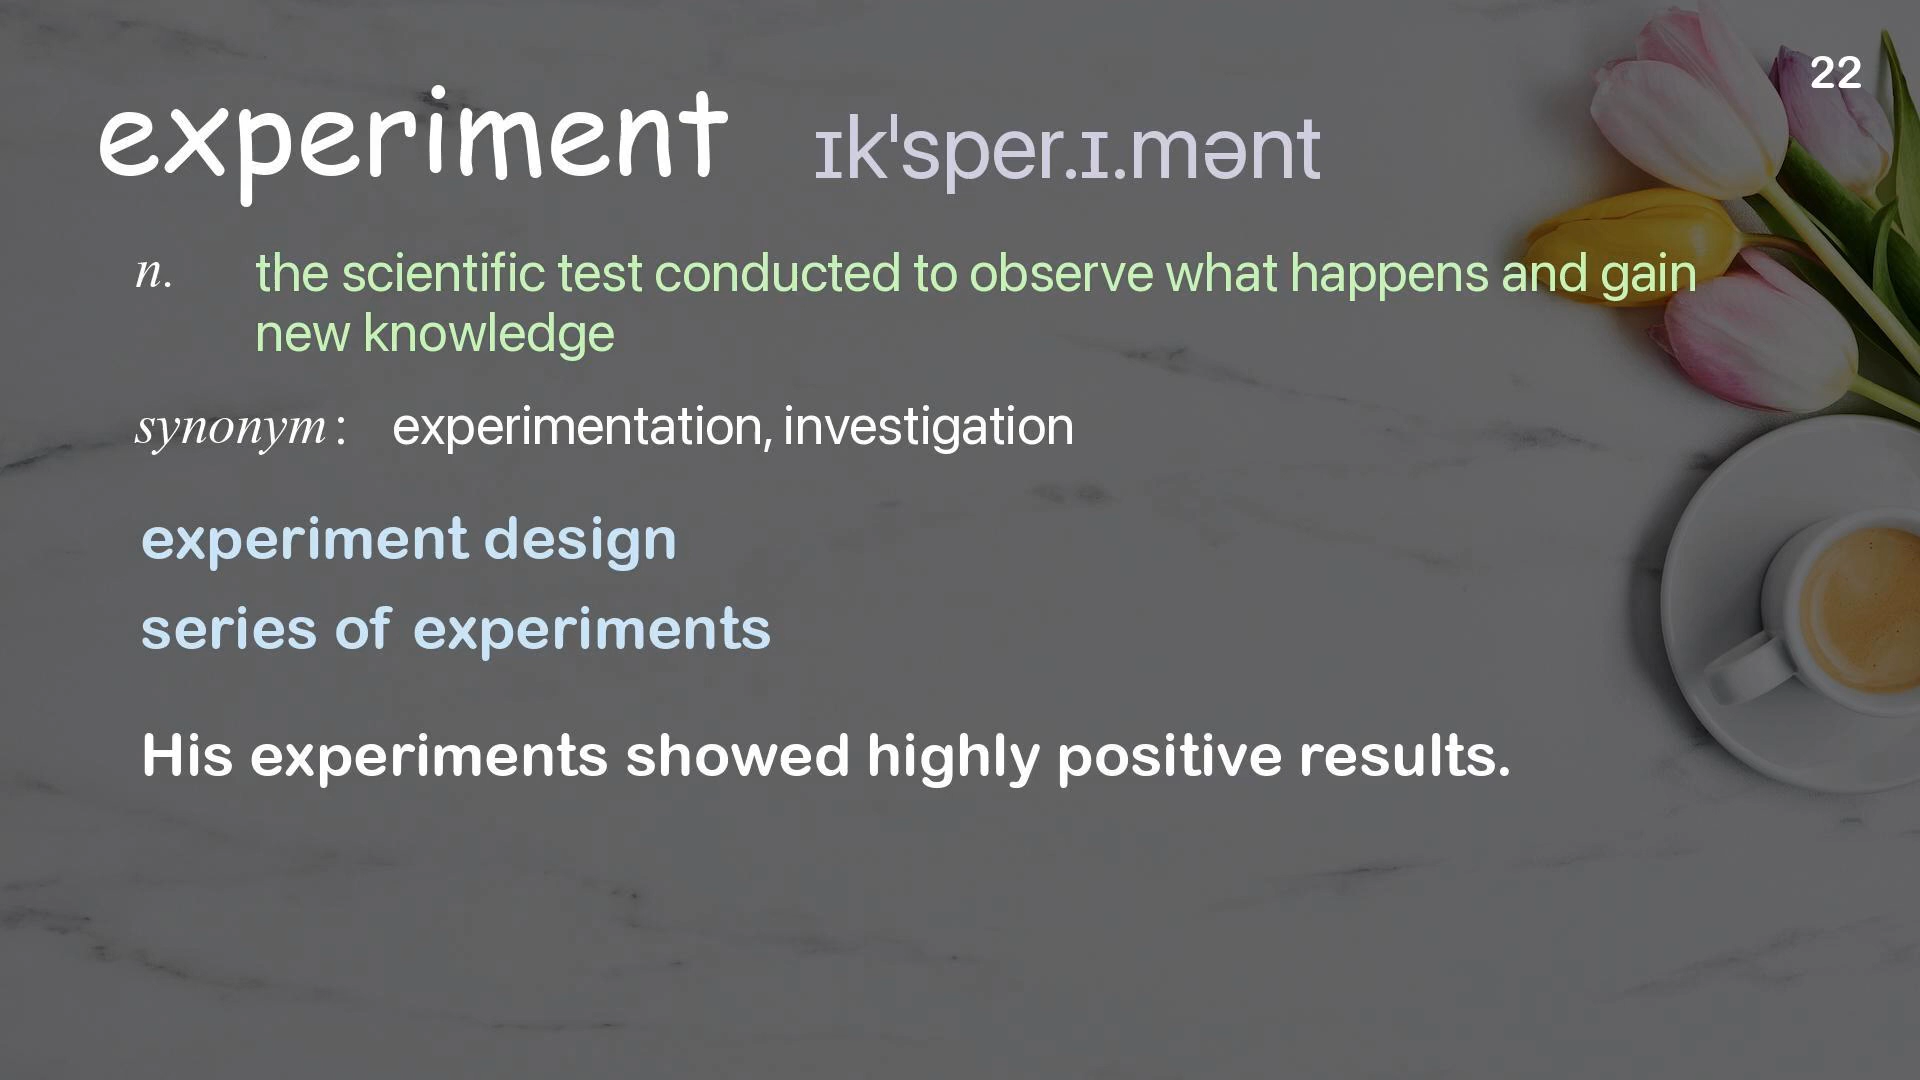 22
experiment ɪkˈsper.ɪ.mənt
n. the scientific test conducted to observe what happens and gain
new knowledge
synonym: experimentation, investigation
experiment design
series of experiments
His experiments showed highly positive results.